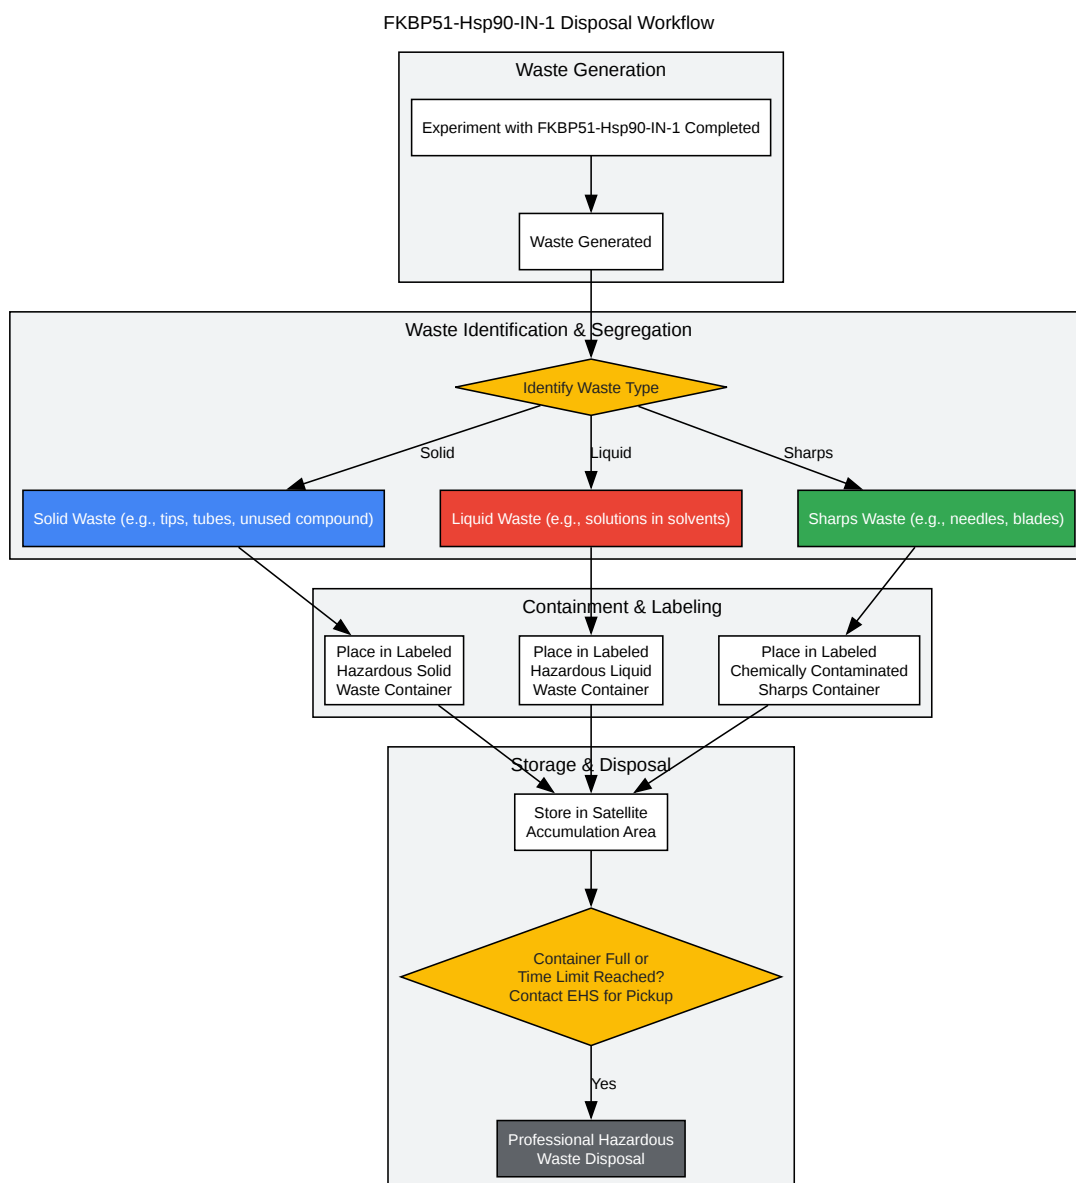 FKBP51-Hsp90-IN-1 Disposal Workflow
Waste Generation
Experiment with FKBP51-Hsp90-IN-1 Completed
Waste Generated
Waste Identification & Segregation
Identify Waste Type
Solid
Liquid
Sharps
Solid Waste (e.g., tips, tubes, unused compound)
Liquid Waste (e.g., solutions in solvents)
Sharps Waste (e.g., needles, blades)
Containment & Labeling
Place in Labeled
Hazardous Solid
Waste Container
Place in Labeled
Hazardous Liquid
Waste Container
Place in Labeled
Chemically Contaminated
Sharps Container
Storage & Disposal
Store in Satellite
Accumulation Area
Container Full or
Time Limit Reached?
Contact EHS for Pickup
Yes
Professional Hazardous
Waste Disposal